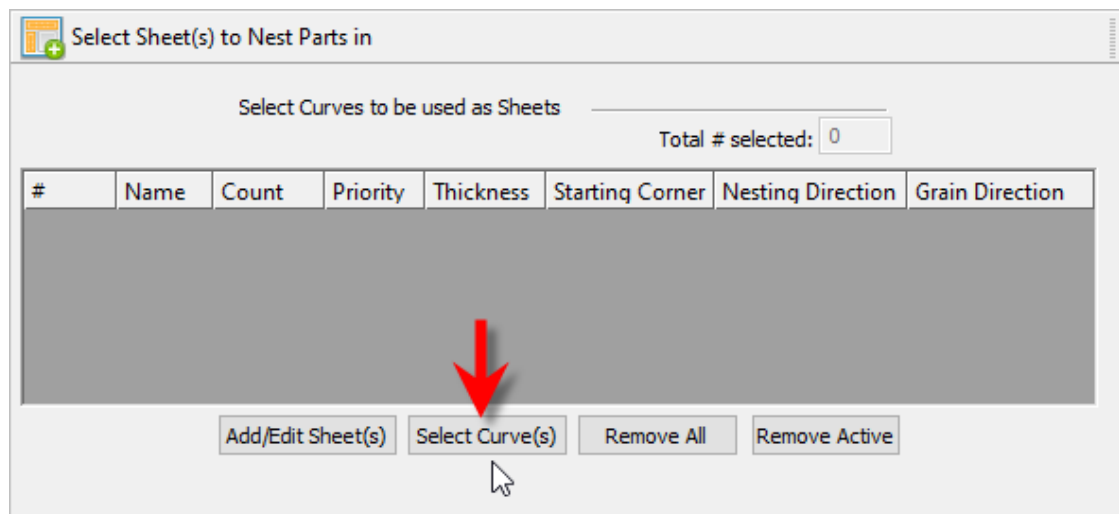 Select Sheet(s) to Nest Parts in
Select Curves to be used as Sheets
Total # selected: 0
# Name Count Priority Thickness Starting Corner Nesting Direction Grain Direction
Add/Edit Sheet(s) Select Curve(s) Remove All Remove Active